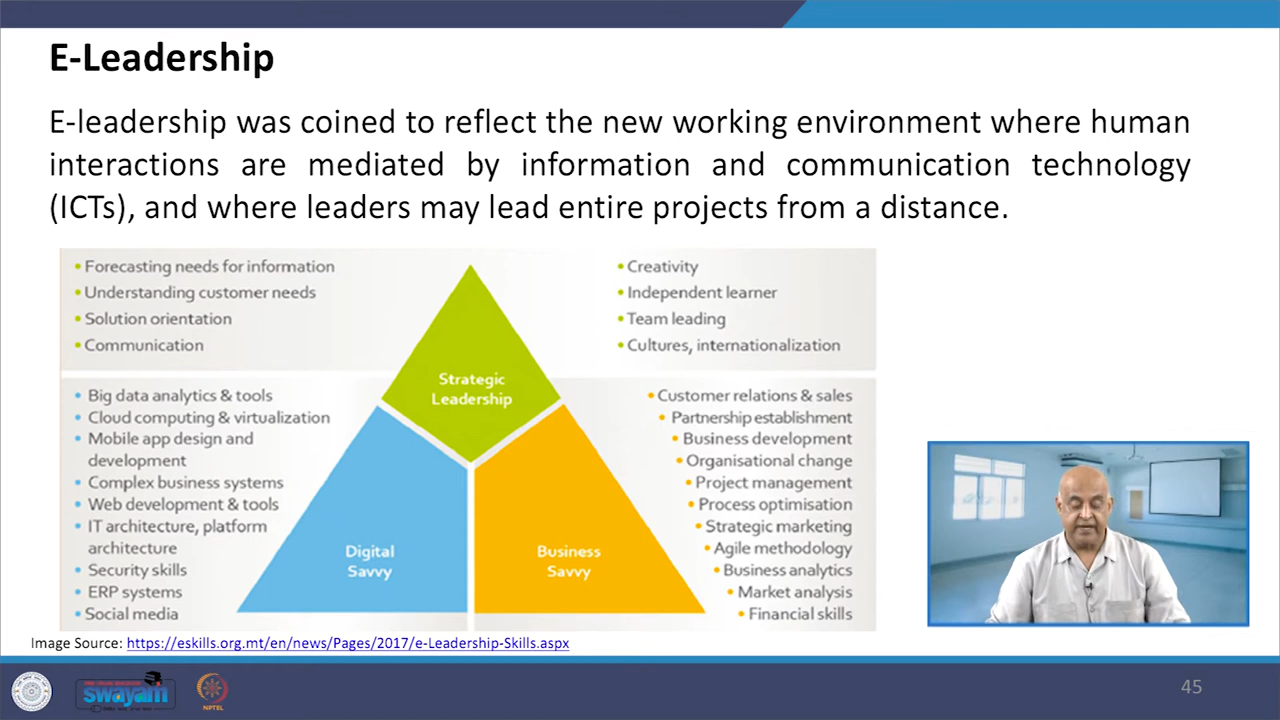 E-Leadership
E-leadership was coined to reflect the new working environment where human
interactions are mediated by information and communication technology
(ICTs), and where leaders may lead entire projects from a distance.
• Forecasting needs for information
• Understanding customer needs
• Solution orientation
• Communication
• Creativity
• Independent learner
• Team leading
• Cultures, internationalization
Strategic
Leadership
• Big data analytics & tools
• Cloud computing & virtualization
• Mobile app design and
development
• Complex business systems
• Web development & tools
• IT architecture, platform
architecture
• Security skills
• ERP systems
• Social media
Digital
Savvy
Business
Savvy
• Customer relations & sales
• Partnership establishment
• Business development
• Organisational change
• Project management
• Process optimisation
• Strategic marketing
• Agile methodology
• Business analytics
• Market analysis
• Financial skills
Image Source: https://eskills.org.mt/en/news/Pages/2017/e-Leadership-Skills.aspx
swayam
NPTEL
45